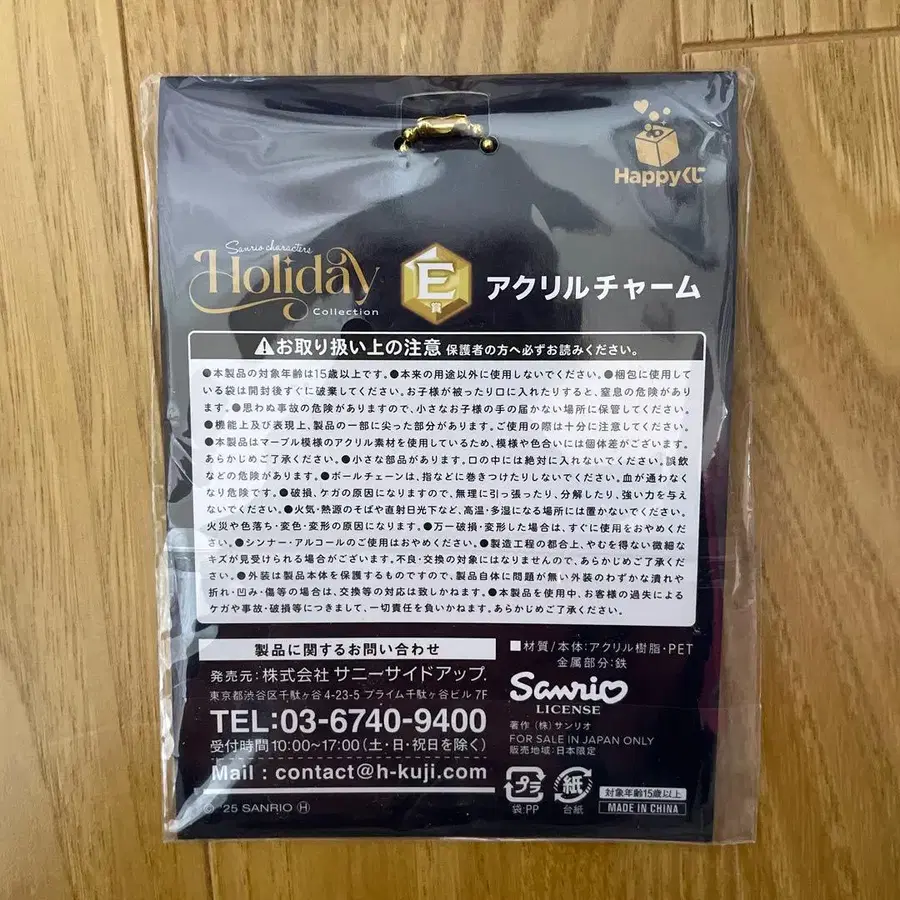 Happyくじ
Sanrio characters
Holiday
Collection
E賞
アクリルチャーム
⚠お取り扱い上の注意 保護者の方へ必ずお読みください。
●本製品の対象年齢は15歳以上です。●本来の用途以外に使用しないでください。●梱包に使用して
いる袋は開封後すぐに破棄してください。お子様が被ったり口に入れたりすると、窒息の危険があり
ます。●思わぬ事故の危険がありますので、小さなお子様の手の届かない場所に保管してください。
●機能上及び表現上、製品の一部に尖った部分があります。ご使用の際は十分に注意してください。
●本製品はマーブル模様のアクリル素材を使用しているため、模様や色合いには個体差がございます。
あらかじめご了承ください。●小さな部品があります。口の中には絶対に入れないでください。誤飲
などの危険があります。●ボールチェーンは、指などに巻きつけたりしないでください。血が通わなく
なり危険です。●破損、ケガの原因になりますので、無理に引っ張ったり、分解したり、強い力を与え
ないでください。●火気・熱源のそばや直射日光下など、高温・多湿になる場所には置かないでください。
火災や色落ち・変色・変形の原因になります。●万一破損・変形した場合は、すぐに使用をおやめくだ
さい。●シンナー・アルコールのご使用はおやめください。●製造工程の都合上、やむを得ない微細な
キズが見受けられる場合がございます。不良・交換の対象にはなりませんので、あらかじめご了承くだ
さい。●外装は製品本体を保護するものですので、製品自体に問題が無い外装のわずかな潰れや
折れ・凹み・傷等の場合は、交換等の対応は致しかねます。●本製品を使用中、お客様の過失による
ケガや事故・破損等につきまして、一切責任を負いかねます。あらかじめご了承ください。
製品に関するお問い合わせ
発売元:株式会社 サニーサイドアップ
東京都渋谷区千駄ヶ谷4-23-5 プライム千駄ヶ谷ビル 7F
TEL:03-6740-9400
受付時間10:00~17:00(土・日・祝日を除く)
Mail : contact@h-kuji.com
© '25 SANRIO Ⓗ
■材質/本体:アクリル樹脂・PET
金属部分:鉄
Sanrio
LICENSE
著作(株)サンリオ
FOR SALE IN JAPAN ONLY
販売地域:日本限定
プラ
袋:PP
紙
台紙
対象年齢15歳以上
MADE IN CHINA